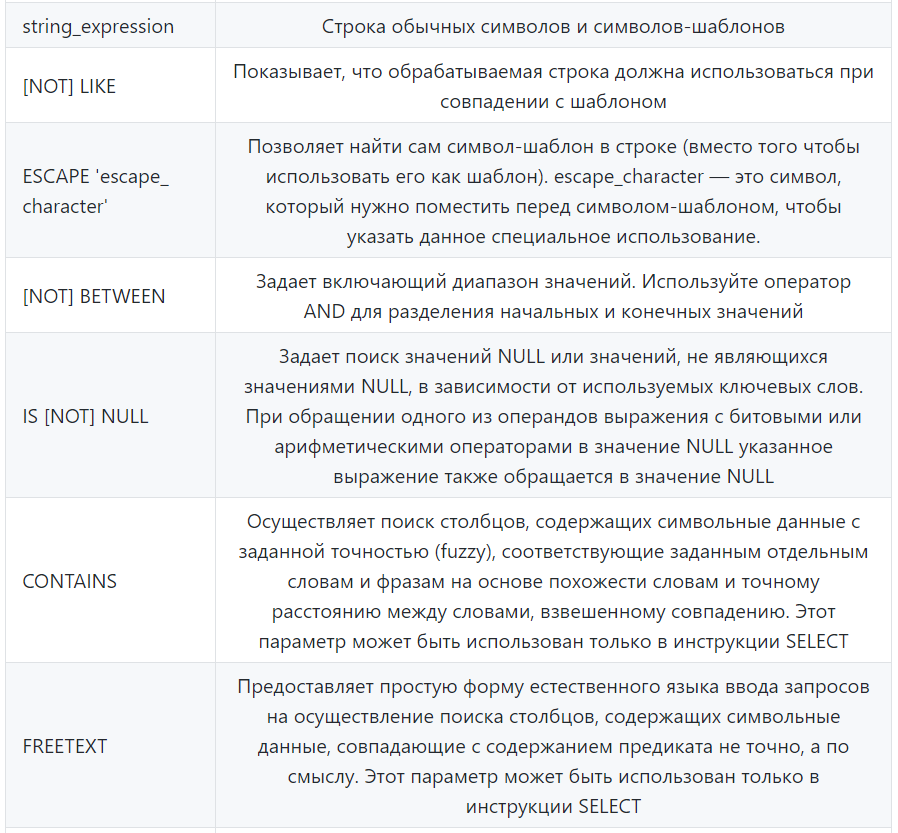 string_expression
Строка обычных символов и символов-шаблонов
[NOT] LIKE
Показывает, что обрабатываемая строка должна использоваться при
совпадении с шаблоном
ESCAPE 'escape_
character'
Позволяет найти сам символ-шаблон в строке (вместо того чтобы
использовать его как шаблон). escape_character — это символ,
который нужно поместить перед символом-шаблоном, чтобы
указать данное специальное использование.
[NOT] BETWEEN
Задает включающий диапазон значений. Используйте оператор
AND для разделения начальных и конечных значений
IS [NOT] NULL
Задает поиск значений NULL или значений, не являющихся
значениями NULL, в зависимости от используемых ключевых слов.
При обращении одного из операндов выражения с битовыми или
арифметическими операторами в значение NULL указанное
выражение также обращается в значение NULL
CONTAINS
Осуществляет поиск столбцов, содержащих символьные данные с
заданной точностью (fuzzy), соответствующие заданным отдельным
словам и фразам на основе похожести словам и точному
расстоянию между словами, взвешенному совпадению. Этот
параметр может быть использован только в инструкции SELECT
FREETEXT
Предоставляет простую форму естественного языка ввода запросов
на осуществление поиска столбцов, содержащих символьные
данные, совпадающие с содержанием предиката не точно, а по
смыслу. Этот параметр может быть использован только в
инструкции SELECT